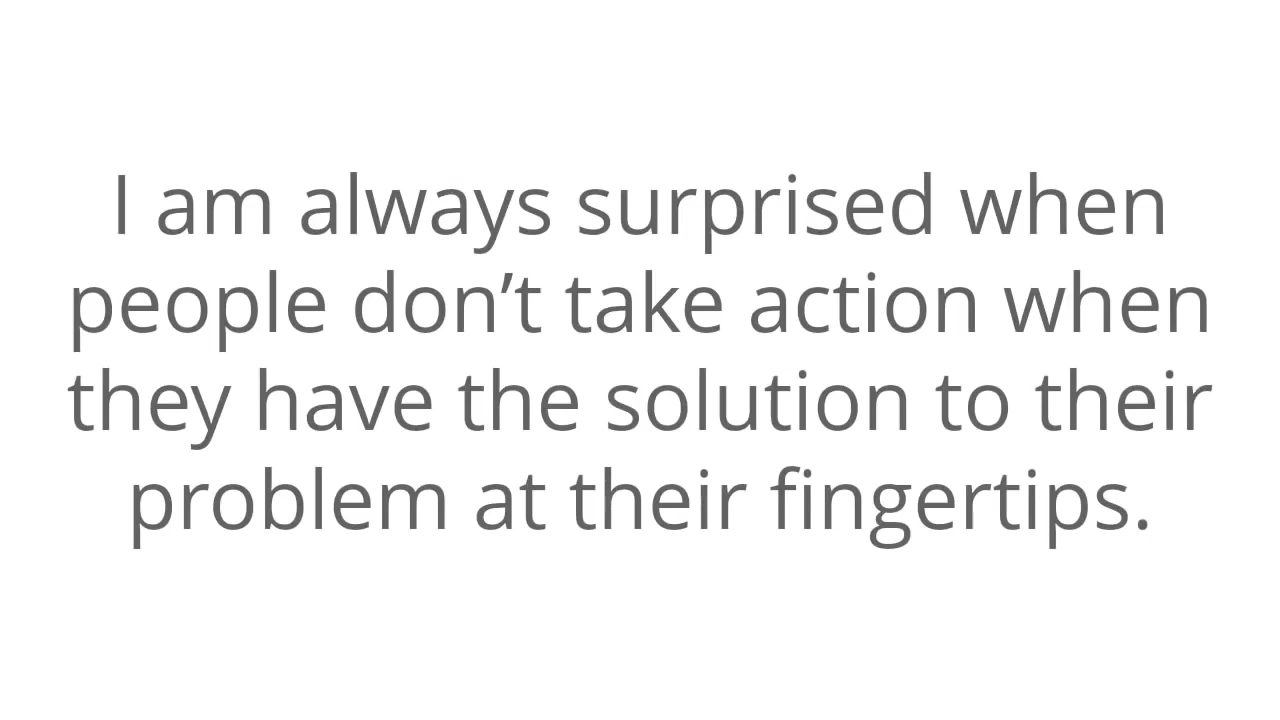 I am always surprised when
people don’t take action when
they have the solution to their
problem at their fingertips.